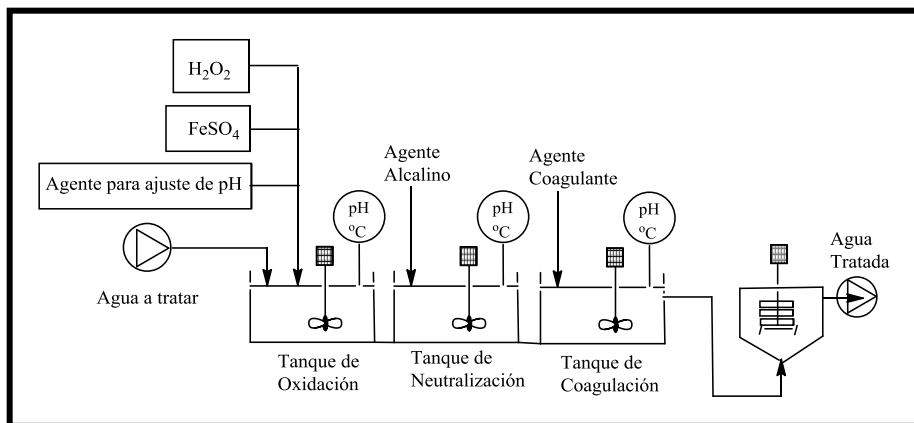 H₂O₂
FeSO₄
Agente para ajuste de pH
Agua a tratar
Agente
Alcalino
Agente
Coagulante
pH
ºC
pH
ºC
pH
ºC
Agua
Tratada
Tanque de
Oxidación
Tanque de
Neutralización
Tanque de
Coagulación